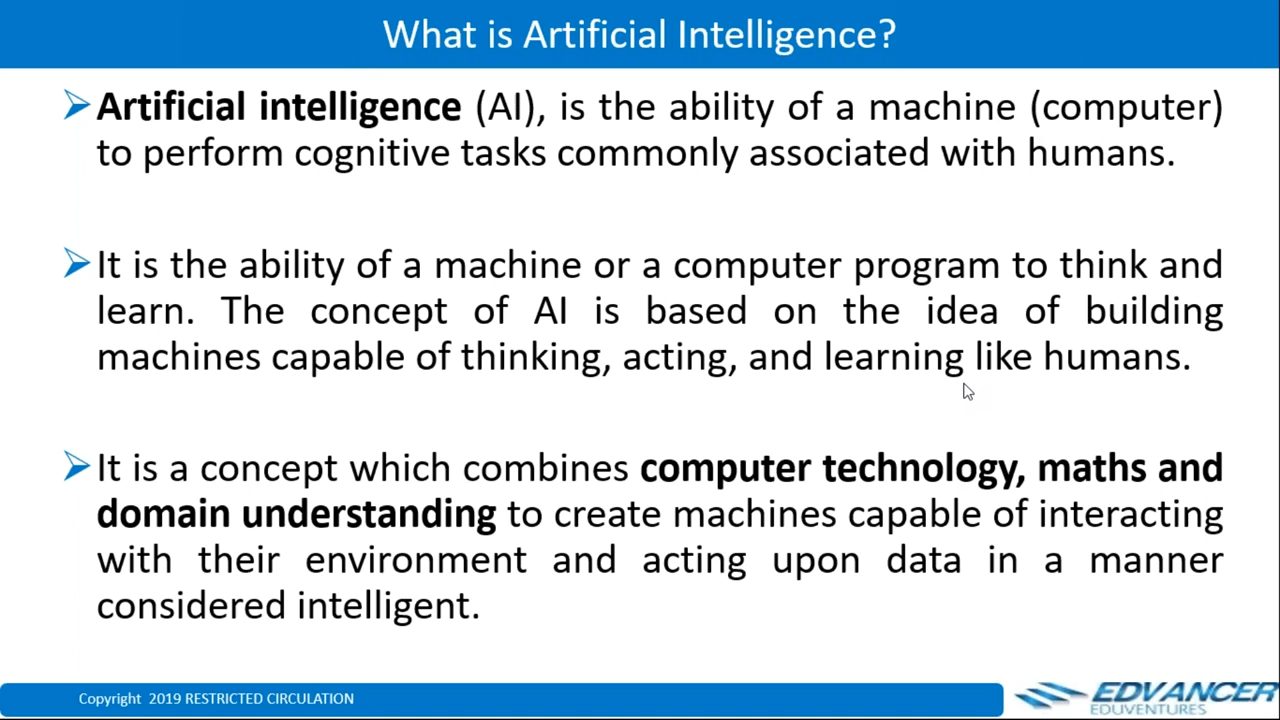 What is Artificial Intelligence?
Artificial intelligence (AI), is the ability of a machine (computer)
to perform cognitive tasks commonly associated with humans.
It is the ability of a machine or a computer program to think and
learn. The concept of AI is based on the idea of building
machines capable of thinking, acting, and learning like humans.
It is a concept which combines computer technology, maths and
domain understanding to create machines capable of interacting
with their environment and acting upon data in a manner
considered intelligent.
Copyright 2019 RESTRICTED CIRCULATION
EDVANCER
EDUVENTURES